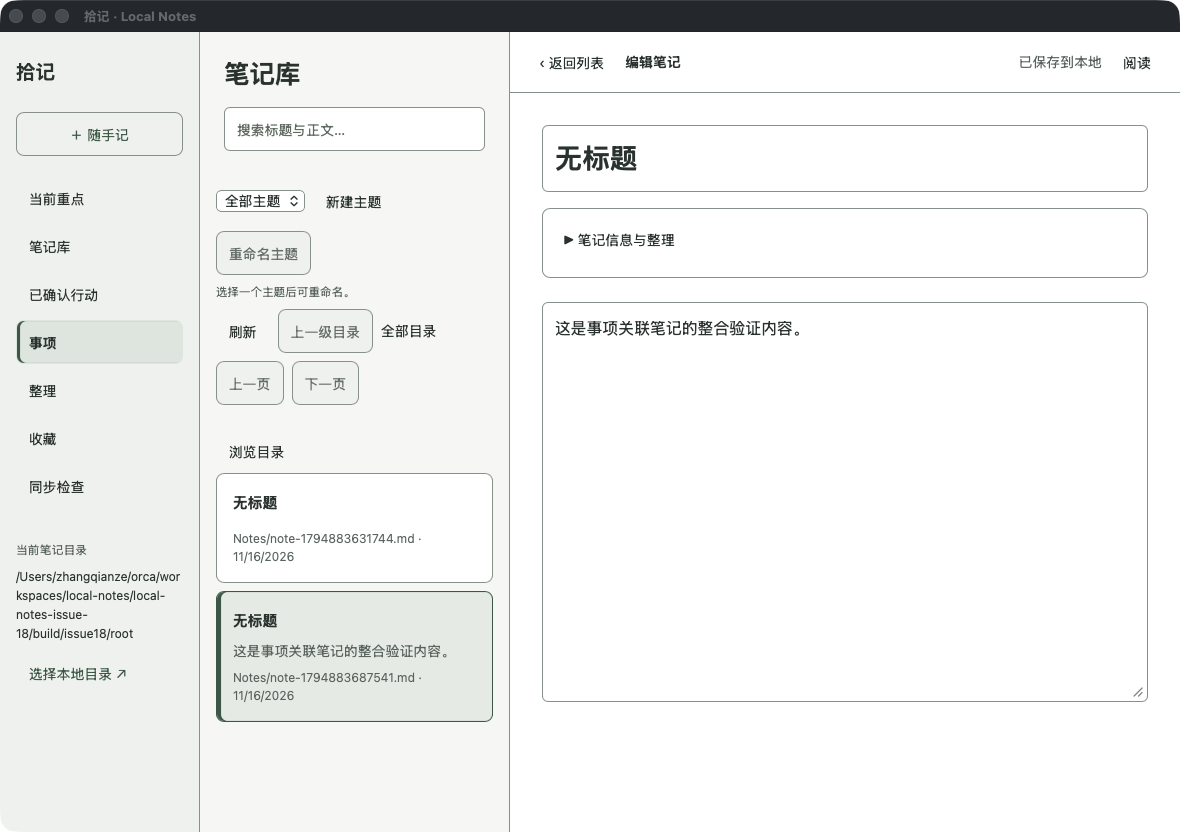 拾记 · Local Notes
拾记
+ 随手记
当前重点
笔记库
已确认行动
事项
整理
收藏
同步检查
当前笔记目录
/Users/zhangqianze/orca/wor
kspaces/local-notes/local-
notes-issue-
18/build/issue18/root
选择本地目录 ↗
笔记库
搜索标题与正文...
全部主题 新建主题
重命名主题
选择一个主题后可重命名。
刷新 上一级目录 全部目录
上一页 下一页
浏览目录
无标题
Notes/note-1794883631744.md ·
11/16/2026
无标题
这是事项关联笔记的整合验证内容。
Notes/note-1794883687541.md ·
11/16/2026
‹ 返回列表 编辑笔记 已保存到本地 阅读
无标题
▶ 笔记信息与整理
这是事项关联笔记的整合验证内容。